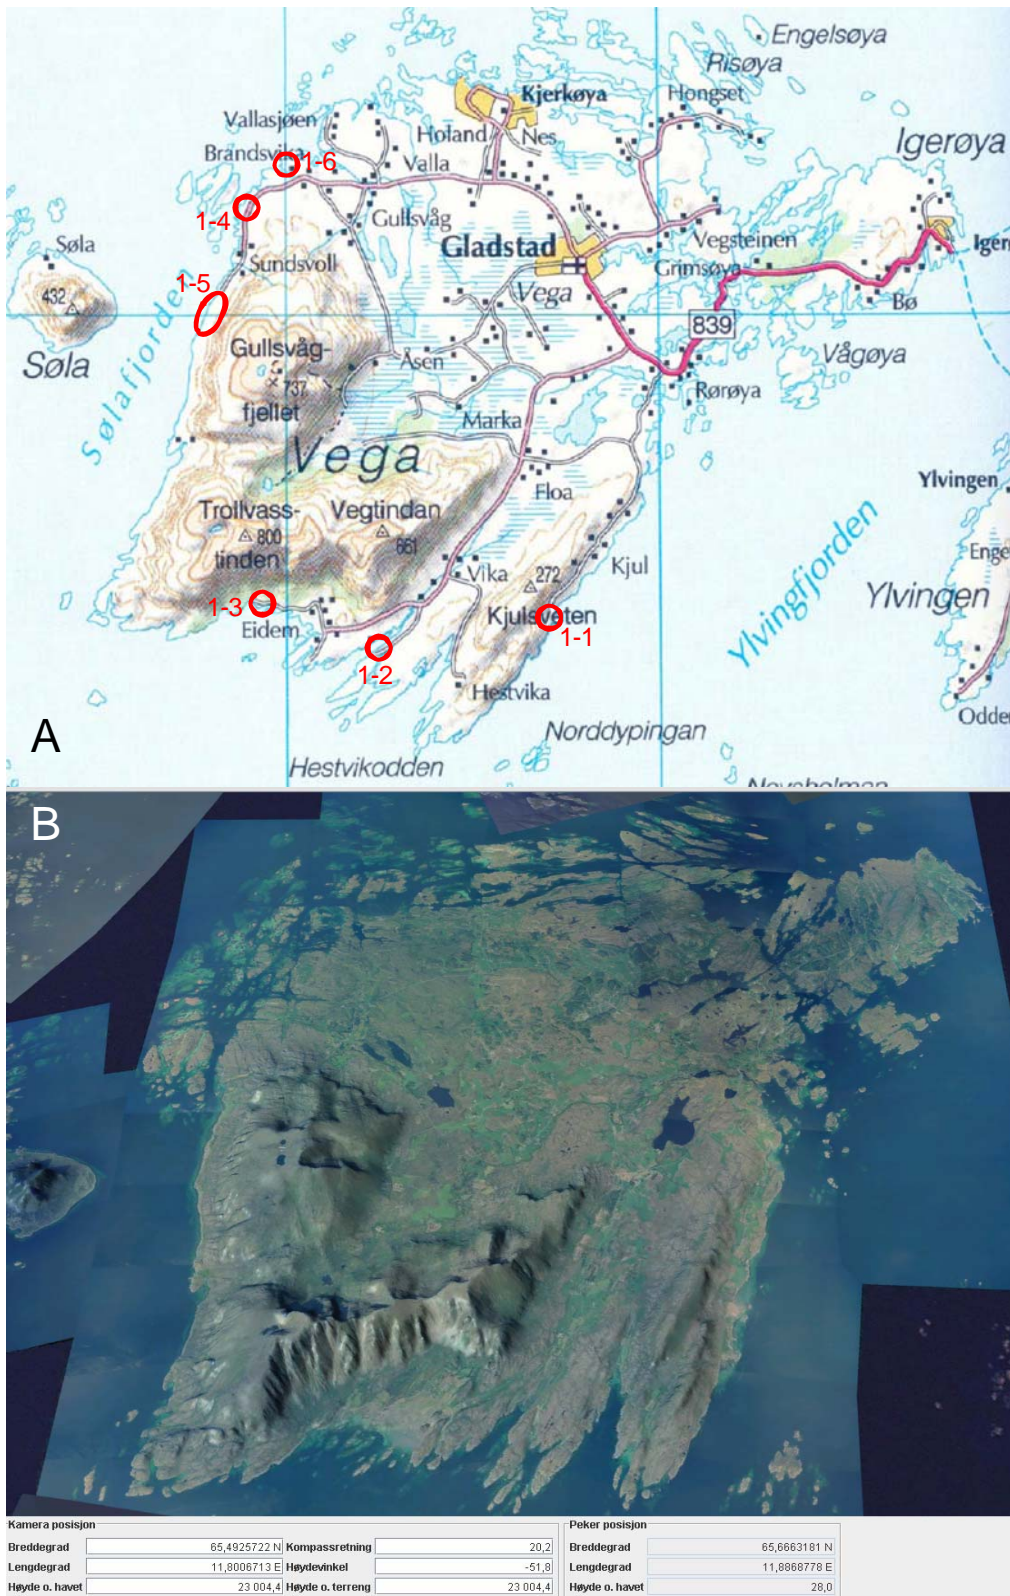 Engelsøya
Risøya
Hongset
Kjerkøya
Vallasjøen
Holand
Nes
Igerøya
Brandsvika
1-6
Valla
1-4
Gullsvåg
Gladstad
Vegsteinen
Søla
Sundsvoll
Grimsøya
Iger
1-5
Vega
Bø
432
839
Sølafjorden
Gullsvåg-
Åsen
Vågøya
Søla
737
Rørøya
fjellet
Marka
Vega
Ylvingen
Floa
Trollvass-
Vegtindan
800
661
tinden
Enge
Ylvingfjorden
Vika
272
Kjul
Ylvingen
1-3
Kjulsveten
Eidem
1-1
1-2
Hestvika
Odde
A
Norddypingan
Hestvikodden
B
Kamera posisjon
Peker posisjon
Breddegrad 65,4925722 N Kompassretning 20,2 Breddegrad 65,6663181 N
Lengdegrad 11,8006713 E Høydevinkel -51,8 Lengdegrad 11,8868778 E
Høyde o. havet 23 004,4 Høyde o. terreng 23 004,4 Høyde o. havet 28,0